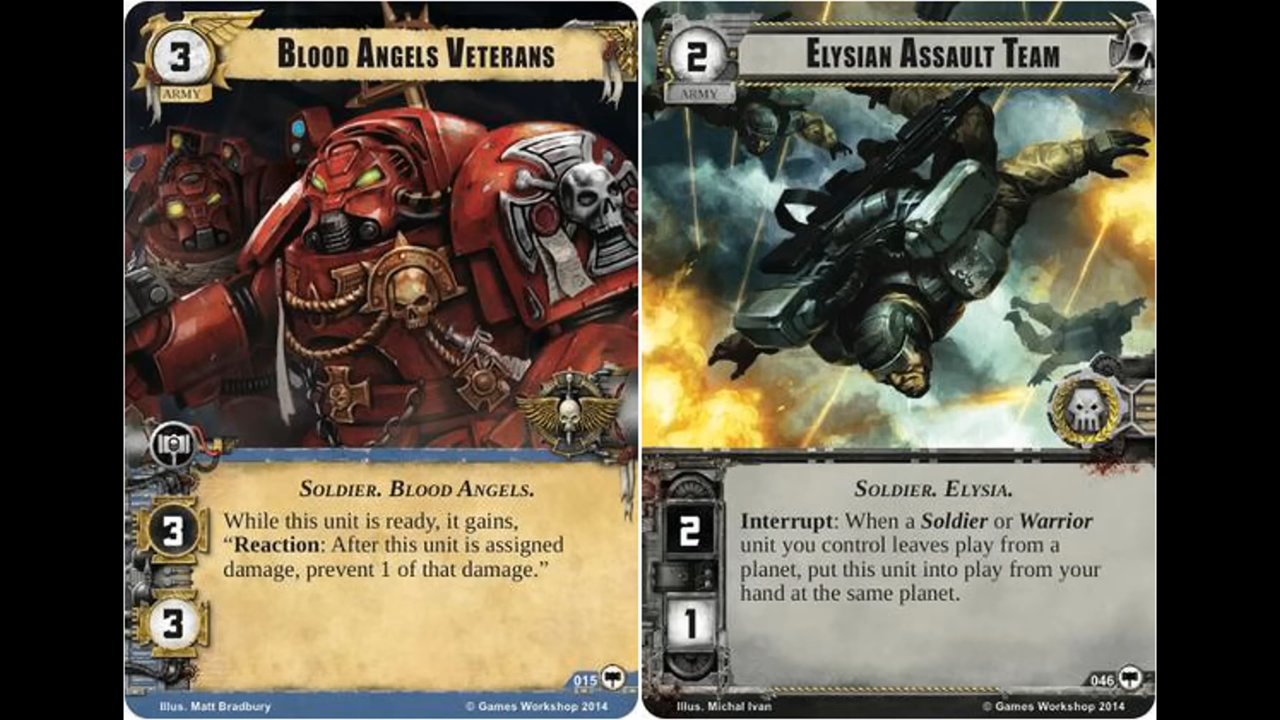 3
ARMY
BLOOD ANGELS VETERANS
SOLDIER. BLOOD ANGELS.
3
While this unit is ready, it gains,
“Reaction: After this unit is assigned
damage, prevent 1 of that damage.”
3
015
Illus. Matt Bradbury
© Games Workshop 2014
2
ARMY
ELYSIAN ASSAULT TEAM
SOLDIER. ELYSIA.
2
Interrupt: When a Soldier or Warrior
unit you control leaves play from a
planet, put this unit into play from your
hand at the same planet.
1
046
Illus. Michal Ivan
© Games Workshop 2014